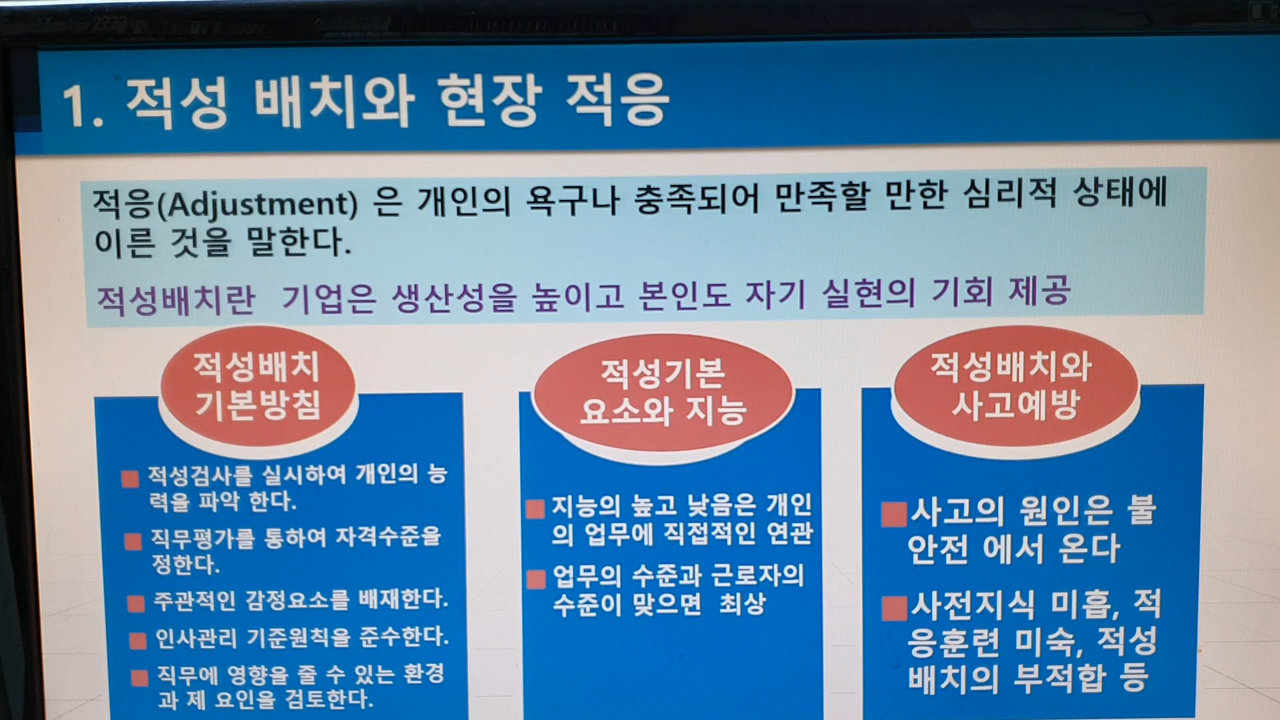 1. 적성 배치와 현장 적응
적응(Adjustment) 은 개인의 욕구나 충족되어 만족할 만한 심리적 상태에
이른 것을 말한다.
적성배치란 기업은 생산성을 높이고 본인도 자기 실현의 기회 제공
적성배치
기본방침
적성검사를 실시하여 개인의 능
력을 파악 한다.
직무평가를 통하여 자격수준을
정한다.
주관적인 감정요소를 배재한다.
인사관리 기준원칙을 준수한다.
직무에 영향을 줄 수 있는 환경
과 제 요인을 검토한다.
적성기본
요소와 지능
지능의 높고 낮음은 개인
의 업무에 직접적인 연관
업무의 수준과 근로자의
수준이 맞으면 최상
적성배치와
사고예방
사고의 원인은 불
안전 에서 온다
사전지식 미흡, 적
응훈련 미숙, 적성
배치의 부적합 등